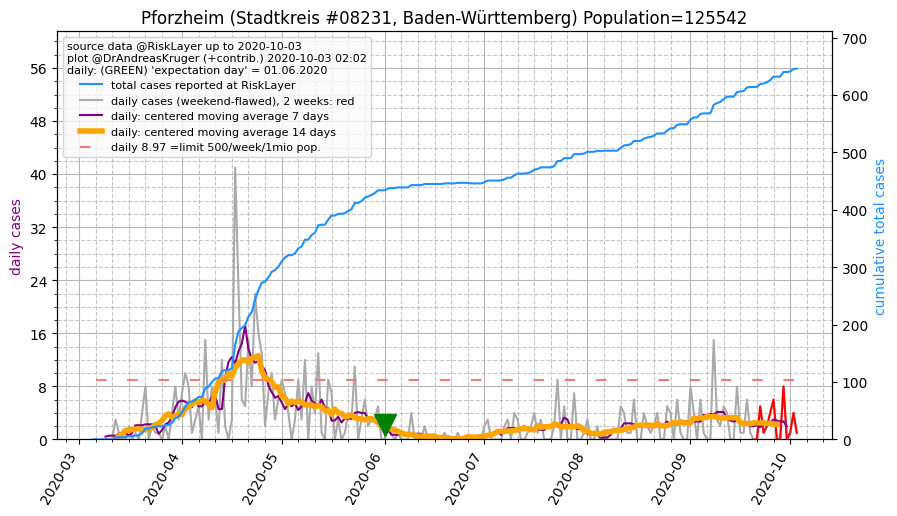 Pforzheim (Stadtkreis #08231, Baden-Württemberg) Population=125542
source data @RiskLayer up to 2020-10-03
plot @DrAndreasKruger (+contrib.) 2020-10-03 02:02
daily: (GREEN) 'expectation day' = 01.06.2020
total cases reported at RiskLayer
daily cases (weekend-flawed), 2 weeks: red
daily: centered moving average 7 days
daily: centered moving average 14 days
daily 8.97 =limit 500/week/1mio pop.
daily cases
56
48
40
32
24
16
8
0
700
600
500
400
300
200
100
0
cumulative total cases
2020-03
2020-04
2020-05
2020-06
2020-07
2020-08
2020-09
2020-10